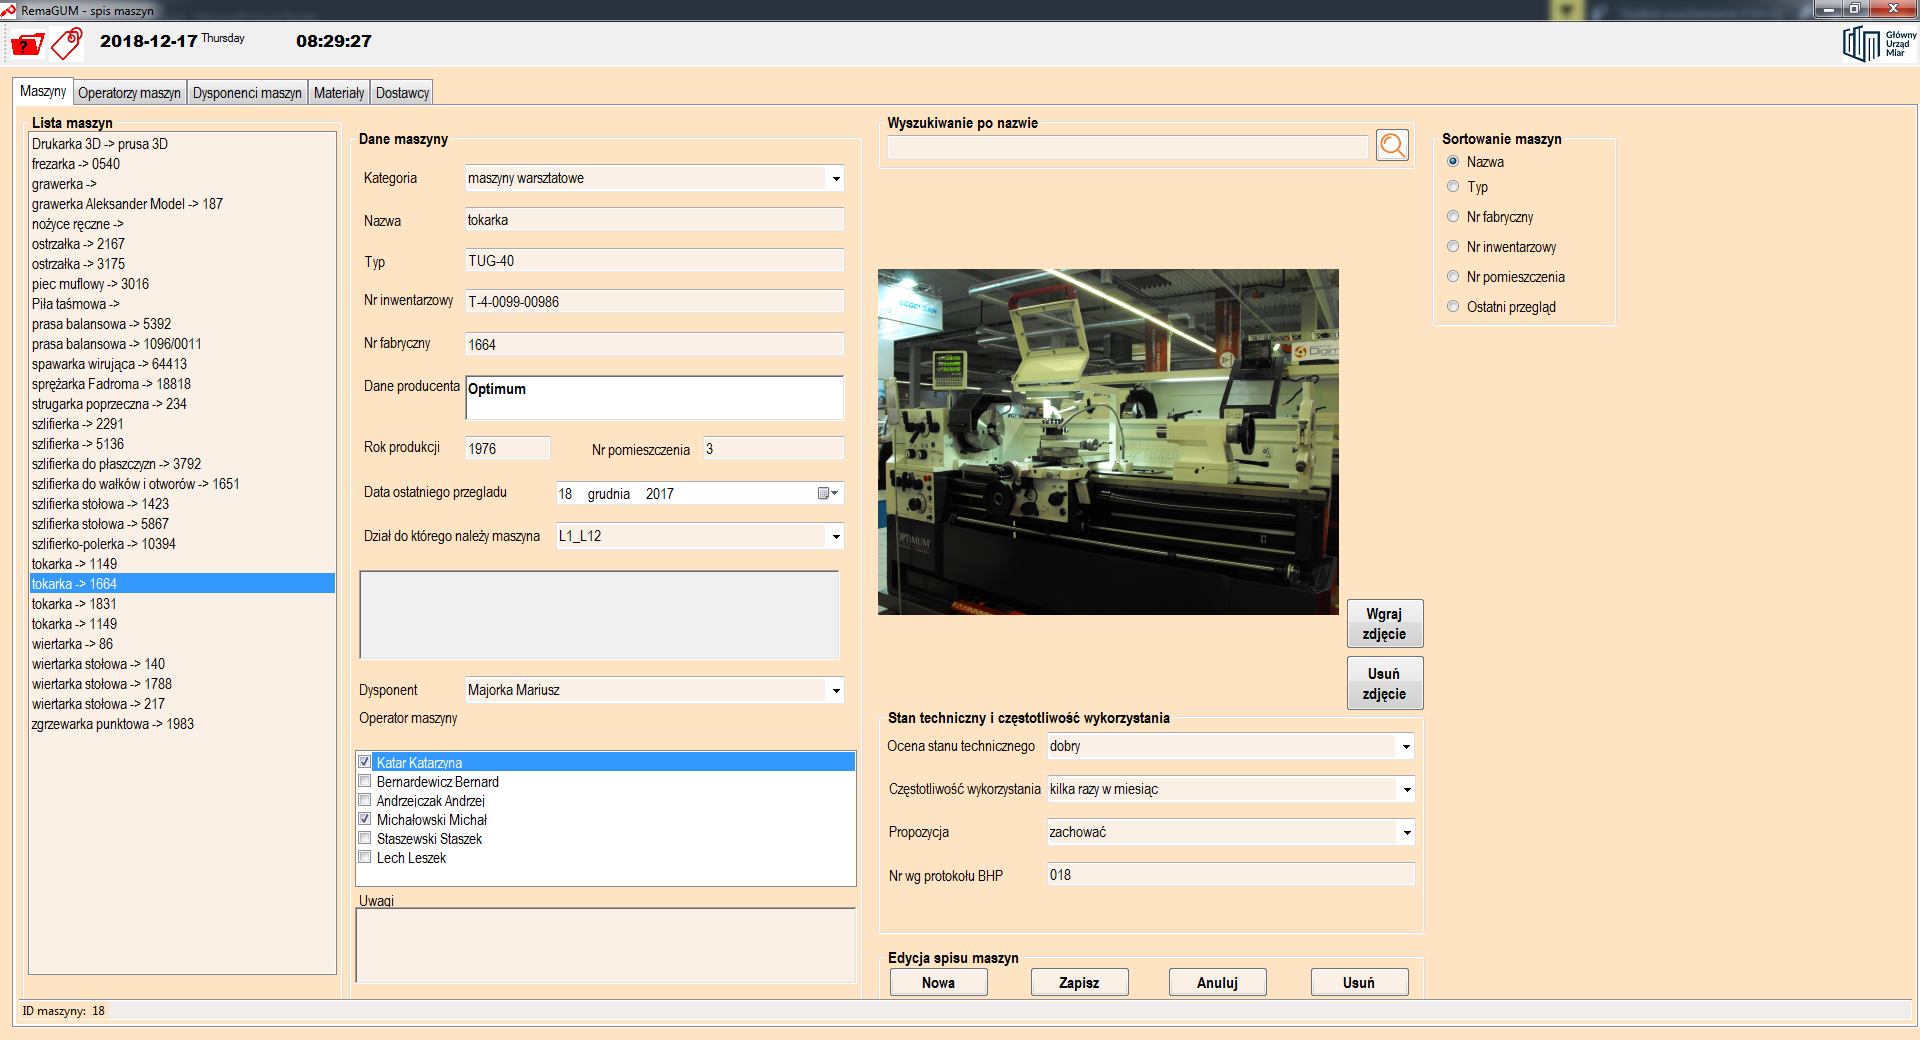 RemaGUM - spis maszyn
2018-12-17 Thursday 08:29:27
Główny
Urząd
Miar
Maszyny
Operatorzy maszyn
Dysponenci maszyn
Materiały
Dostawcy
Lista maszyn
Drukarka 3D -> prusa 3D
frezarka -> 0540
grawerka ->
grawerka Aleksander Model -> 187
nożyce ręczne ->
ostrzałka -> 2167
ostrzałka -> 3175
piec muflowy -> 3016
Piła taśmowa ->
prasa balansowa -> 5392
prasa balansowa -> 1096/0011
spawarka wirująca -> 64413
sprężarka Fadroma -> 18818
strugarka poprzeczna -> 234
szlifierka -> 2291
szlifierka -> 5136
szlifierka do płaszczyzn -> 3792
szlifierka do wałków i otworów -> 1651
szlifierka stołowa -> 1423
szlifierka stołowa -> 5867
szlifierko-polerka -> 10394
tokarka -> 1149
tokarka -> 1664
tokarka -> 1831
tokarka -> 1149
wiertarka -> 86
wiertarka stołowa -> 140
wiertarka stołowa -> 1788
wiertarka stołowa -> 217
zgrzewarka punktowa -> 1983
Dane maszyny
Kategoria maszyny warsztatowe
Nazwa tokarka
Typ TUG-40
Nr inwentarzowy T-4-0099-00986
Nr fabryczny 1664
Dane producenta Optimum
Rok produkcji 1976 Nr pomieszczenia 3
Data ostatniego przegladu 18 grudnia 2017
Dział do którego należy maszyna L1_L12
Dysponent Majorka Mariusz
Operator maszyny
Katar Katarzyna
Bernardewicz Bernard
Andrzejczak Andrzej
Michałowski Michał
Staszewski Staszek
Lech Leszek
Uwagi
Wyszukiwanie po nazwie
ECOCLEAN
OPTIMUM
Wgraj
zdjęcie
Usuń
zdjęcie
Stan techniczny i częstotliwość wykorzystania
Ocena stanu technicznego dobry
Częstotliwość wykorzystania kilka razy w miesiąc
Propozycja zachować
Nr wg protokołu BHP 018
Edycja spisu maszyn
Nowa
Zapisz
Anuluj
Usuń
Sortowanie maszyn
Nazwa
Typ
Nr fabryczny
Nr inwentarzowy
Nr pomieszczenia
Ostatni przegląd
ID maszyny: 18